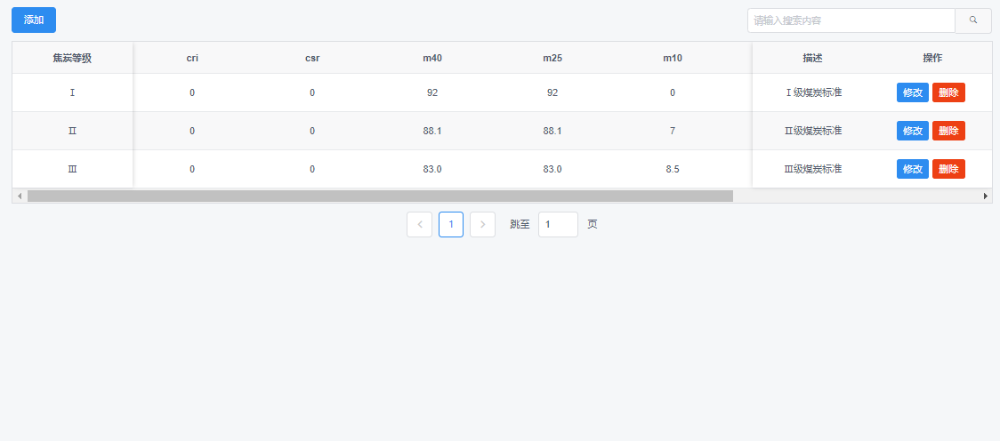 添加
请输入搜索内容
焦炭等级 cri csr m40 m25 m10 描述 操作
Ⅰ 0 0 92 92 0 Ⅰ级煤炭标准 修改 删除
Ⅱ 0 0 88.1 88.1 7 Ⅱ级煤炭标准 修改 删除
Ⅲ 0 0 83.0 83.0 8.5 Ⅲ级煤炭标准 修改 删除
1 跳至 1 页